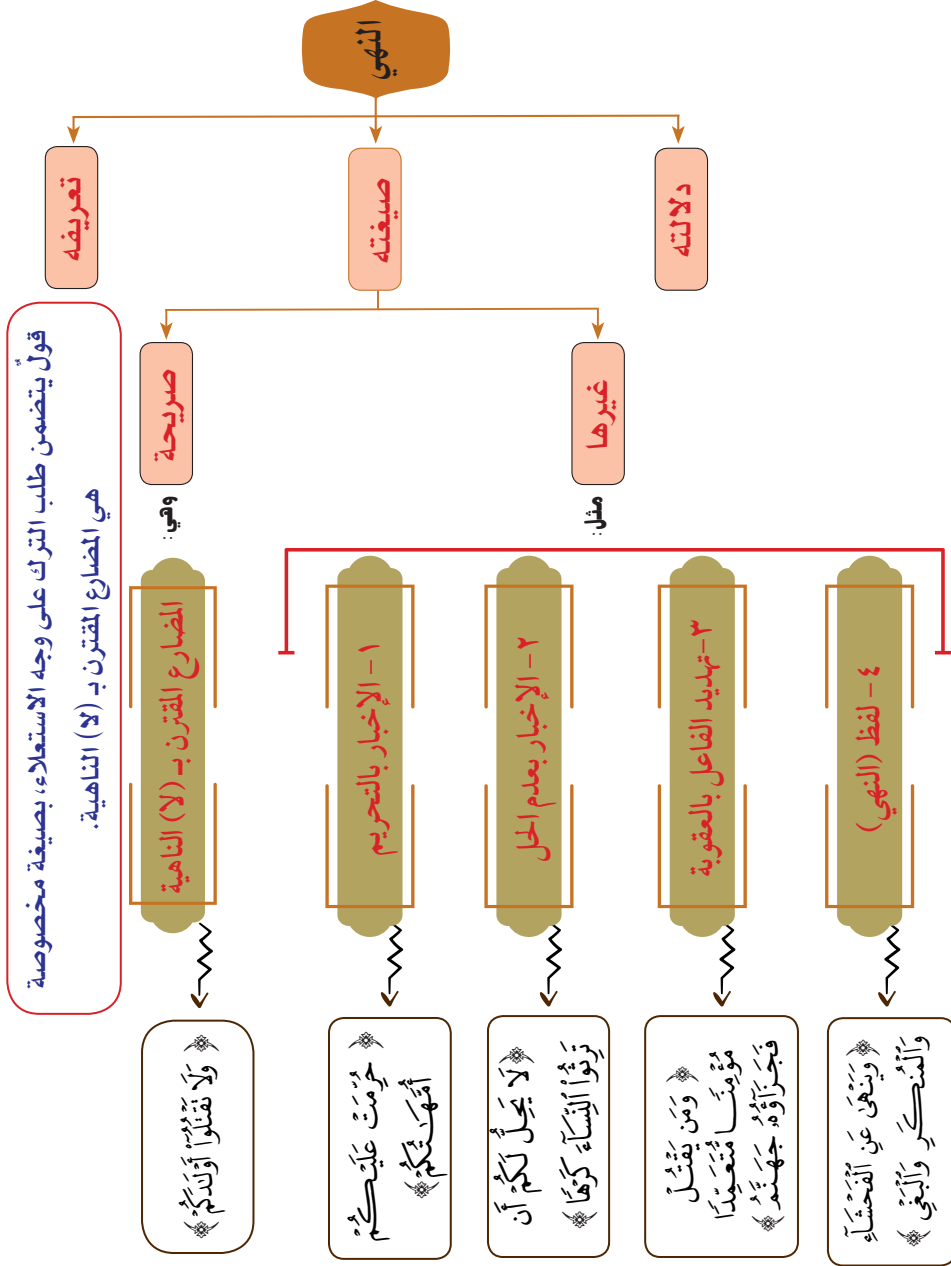 النهي
تعريفه
صيغته
دلالته
قولٌ يتضمن طلب الترك على وجه الاستعلاء، بصيغة مخصوصة
هي المضارع المقترن بـ (لا) الناهية.
صريحة
غيرها
وهي:
مثل:
المضارع المقترن بـ (لا) الناهية
١ - الإخبار بالتحريم
٢ - الإخبار بعدم الحل
٣-تهديد الفاعل بالعقوبة
٤ - لفظ (النهي)
﴿وَلَا تَقْتُلُوٓا۟ أَوْلَٰدَكُمْ﴾
﴿حُرِّمَتْ عَلَيْكُمْ
أُمَّهَٰتُكُمْ﴾
﴿لَا يَحِلُّ لَكُمْ أَن
تَرِثُوا۟ ٱلنِّسَآءَ كَرْهًا﴾
﴿وَمَن يَقْتُلْ
مُؤْمِنًا مُّتَعَمِّدًا
فَجَزَآؤُهُۥ جَهَنَّمُ﴾
﴿وَيَنْهَىٰ عَنِ ٱلْفَحْشَآءِ
وَٱلْمُنكَرِ وَٱلْبَغْىِ﴾